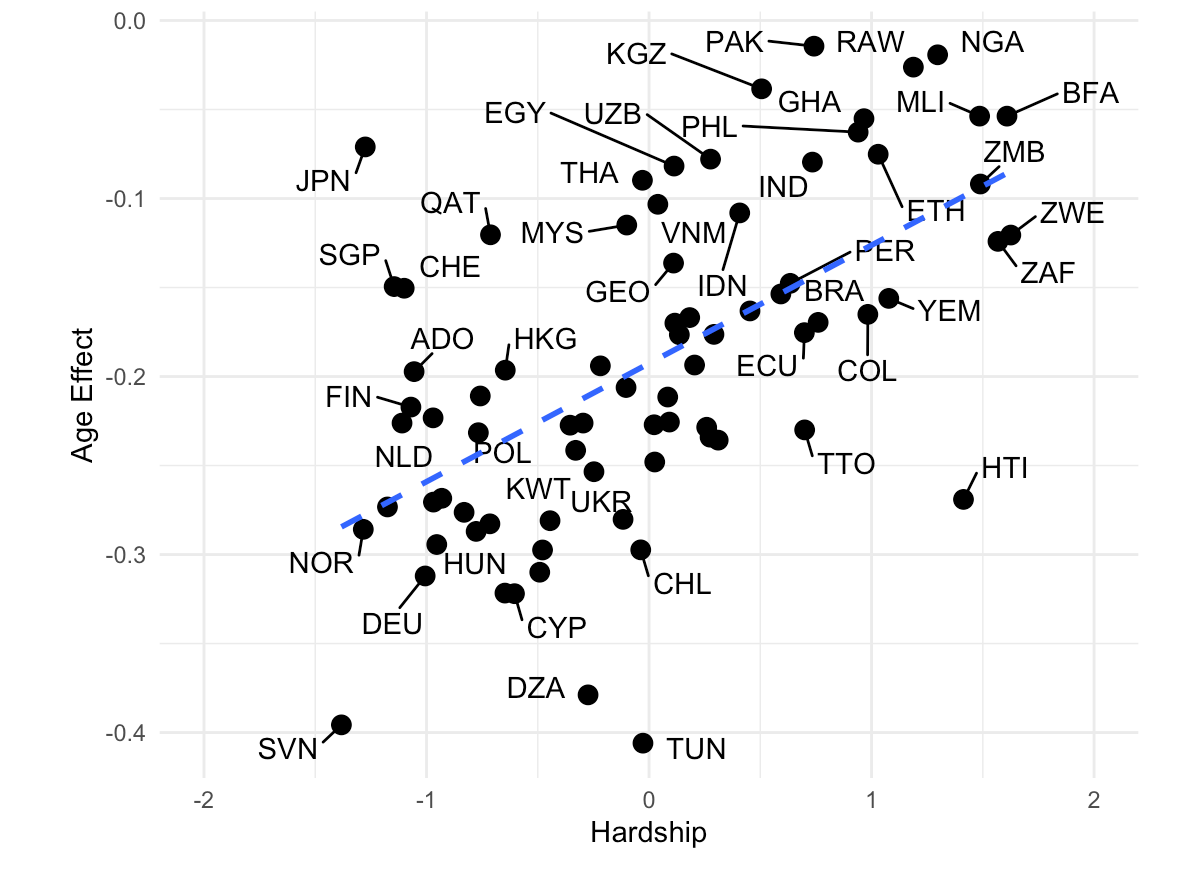 0.0
PAK
RAW
NGA
KGZ
GHA
MLI
BFA
EGY
UZB
PHL
ZMB
JPN
THA
IND
-0.1
QAT
ETH
ZWE
MYS
VNM
SGP
CHE
PER
ZAF
GEO
IDN
BRA
YEM
ADO
HKG
ECU
COL
-0.2
Age Effect
FIN
NLD
POL
TTO
HTI
KWT
UKR
-0.3
NOR
HUN
CHL
DEU
CYP
DZA
-0.4
SVN
TUN
-2 -1 0 1 2
Hardship